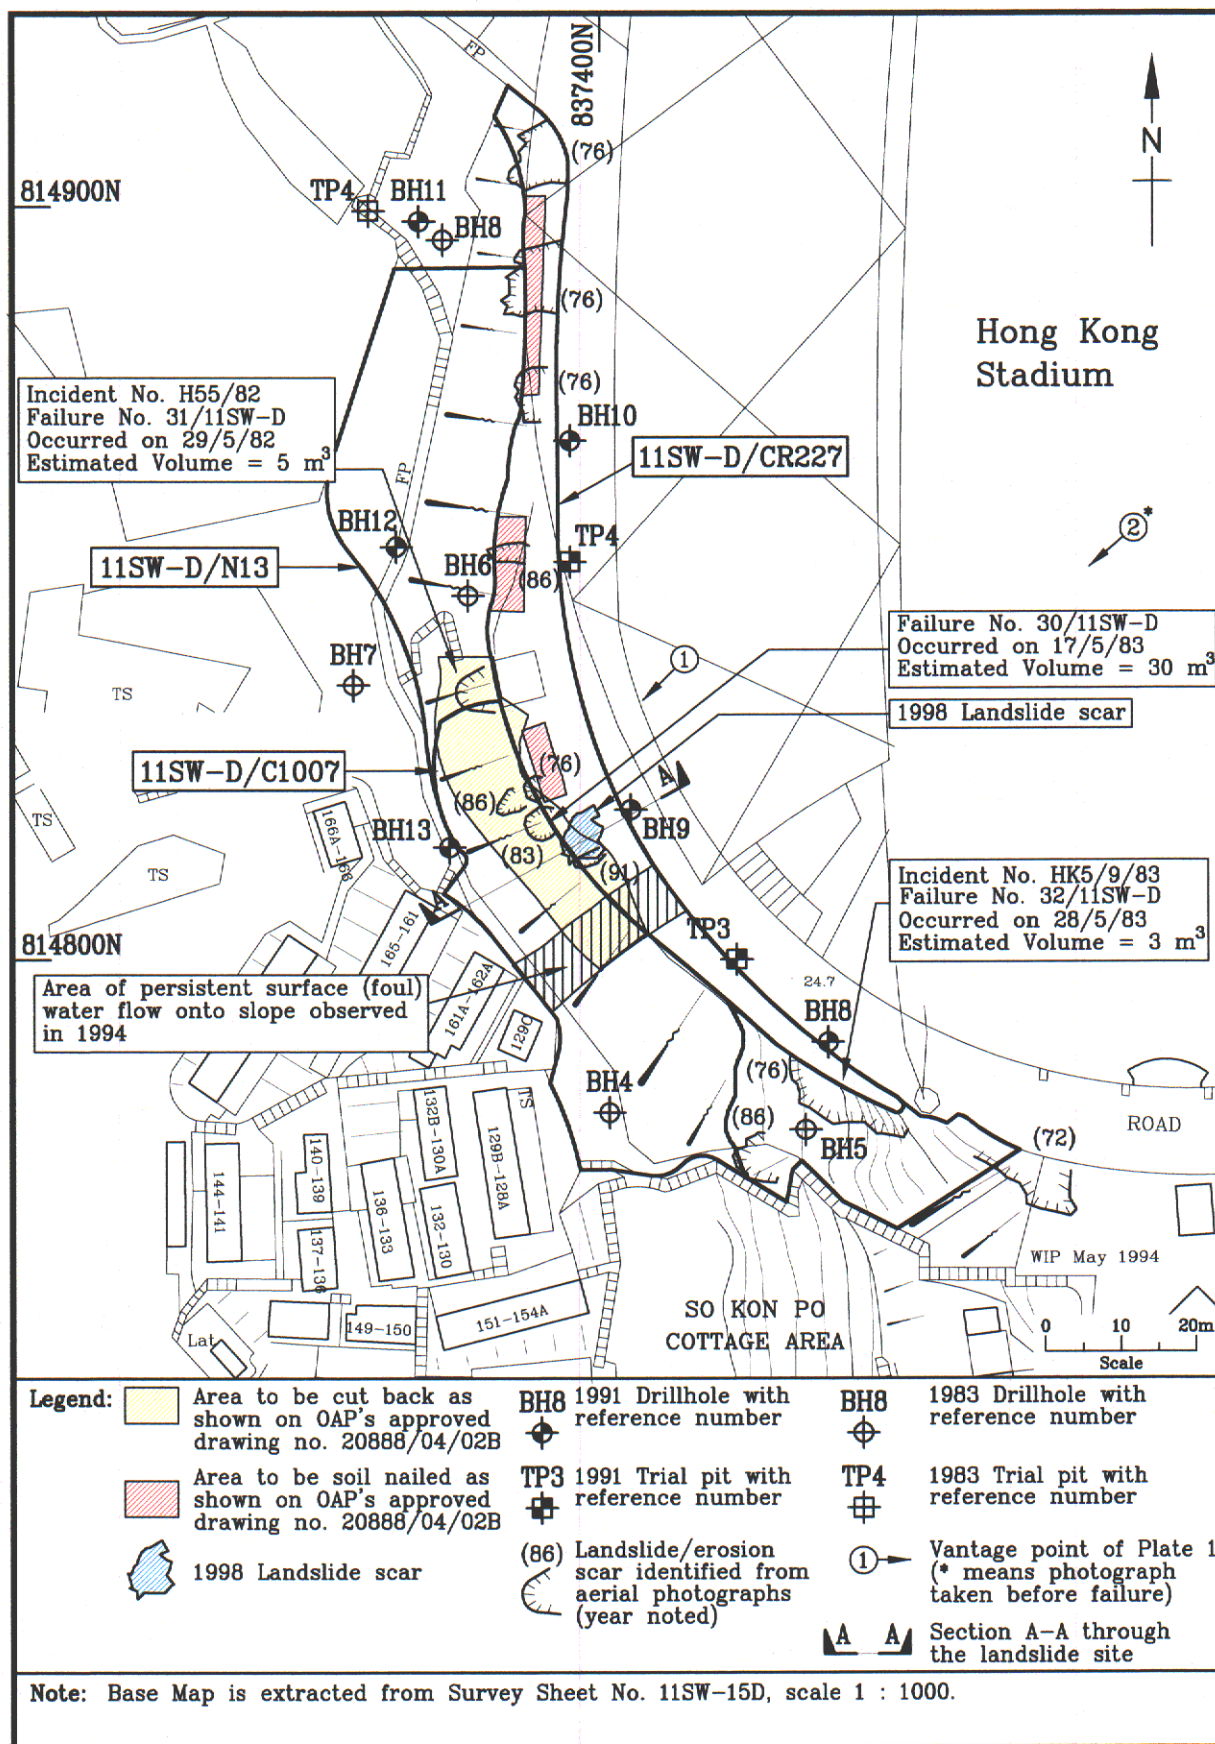 FP
837400N
(76)
N
814900N
TP4
BH11
BH8
(76)
Hong Kong
Stadium
(76)
Incident No. H55/82
Failure No. 31/11SW-D
Occurred on 29/5/82
Estimated Volume = 5 m³
BH10
11SW-D/CR227
FP
2*
BH12
TP4
11SW-D/N13
BH6
(86)
Failure No. 30/11SW-D
Occurred on 17/5/83
Estimated Volume = 30 m³
BH7
1
TS
1998 Landslide scar
11SW-D/C1007
(76)
A
(86)
TS
166A-166
BH13
BH9
(83)
(91)
TS
Incident No. HK5/9/83
Failure No. 32/11SW-D
Occurred on 28/5/83
Estimated Volume = 3 m³
A
165-161
TP3
814800N
161A-162A
24.7
Area of persistent surface (foul)
water flow onto slope observed
in 1994
129C
BH8
BH4
(76)
TS
132B-130A
129B-128A
(86)
BH5
ROAD
(72)
140-139
144-141
136-133
132-130
137-136
WIP May 1994
151-154A
149-150
Lat
SO KON PO
COTTAGE AREA
0 10 20m
Scale
Legend:
Area to be cut back as
shown on OAP's approved
drawing no. 20888/04/02B
BH8
1991 Drillhole with
reference number
BH8
1983 Drillhole with
reference number
Area to be soil nailed as
shown on OAP's approved
drawing no. 20888/04/02B
TP3
1991 Trial pit with
reference number
TP4
1983 Trial pit with
reference number
1998 Landslide scar
(86)
Landslide/erosion
scar identified from
aerial photographs
(year noted)
1
Vantage point of Plate 1
(* means photograph
taken before failure)
A A
Section A-A through
the landslide site
Note: Base Map is extracted from Survey Sheet No. 11SW-15D, scale 1 : 1000.